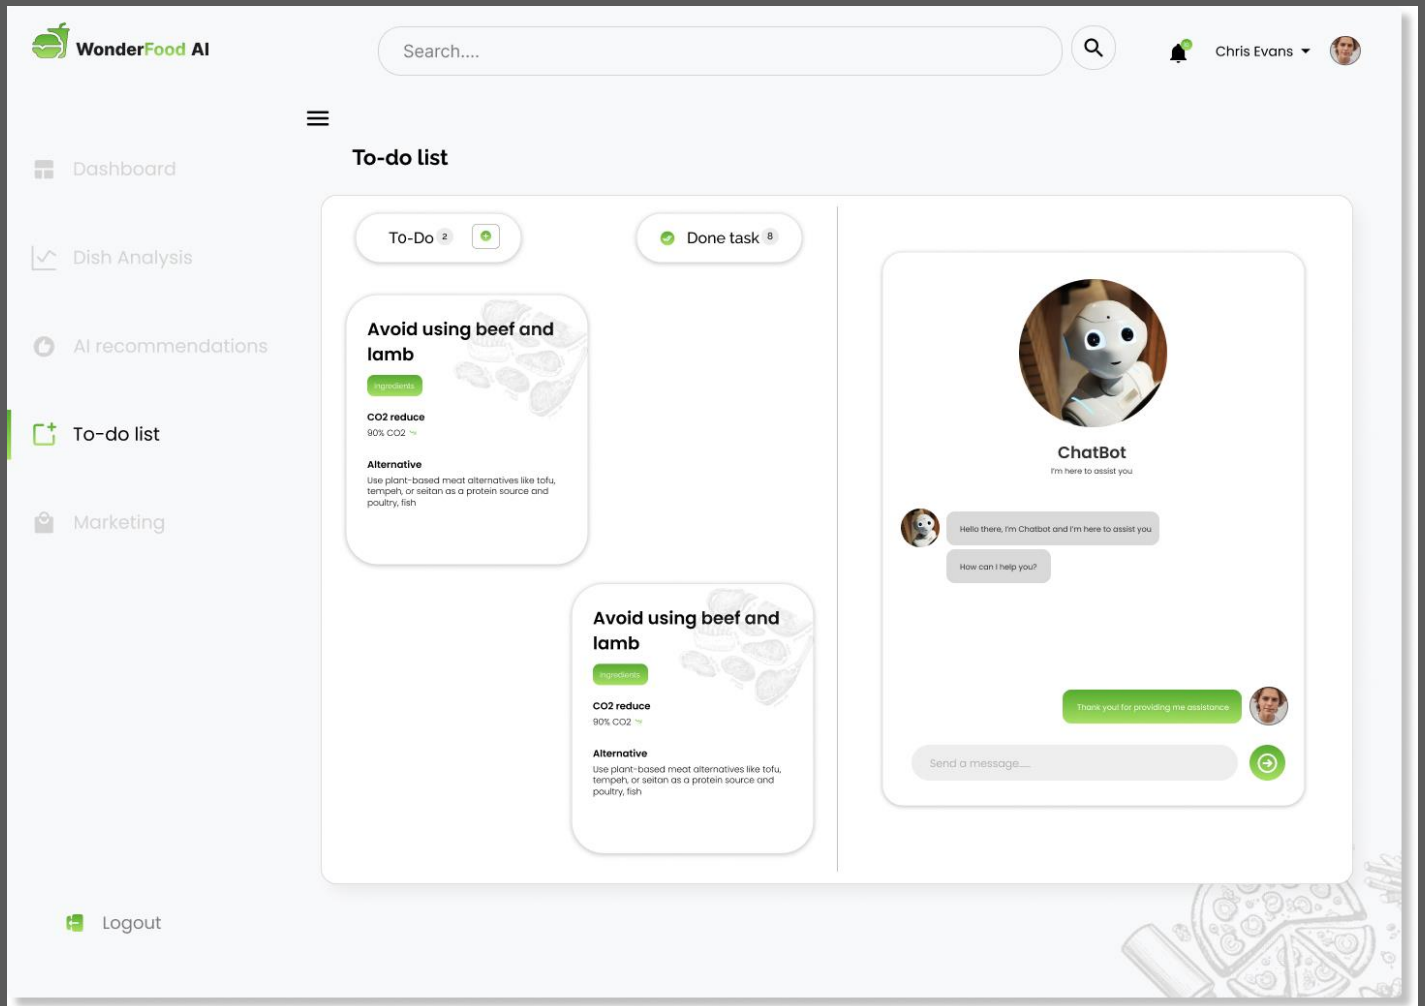 WonderFood AI
Search....
Chris Evans
Dashboard
Dish Analysis
AI recommendations
To-do list
Marketing
Logout
To-do list
To-Do 2
Done task 8
Avoid using beef and
lamb
Ingredients
CO2 reduce
90% CO2
Alternative
Use plant-based meat alternatives like tofu,
tempeh, or seitan as a protein source and
poultry, fish
Avoid using beef and
lamb
Ingredients
CO2 reduce
90% CO2
Alternative
Use plant-based meat alternatives like tofu,
tempeh, or seitan as a protein source and
poultry, fish
ChatBot
I'm here to assist you
Hello there, I'm Chatbot and I'm here to assist you
How can I help you?
Thank you! for providing me assistance
Send a message.....